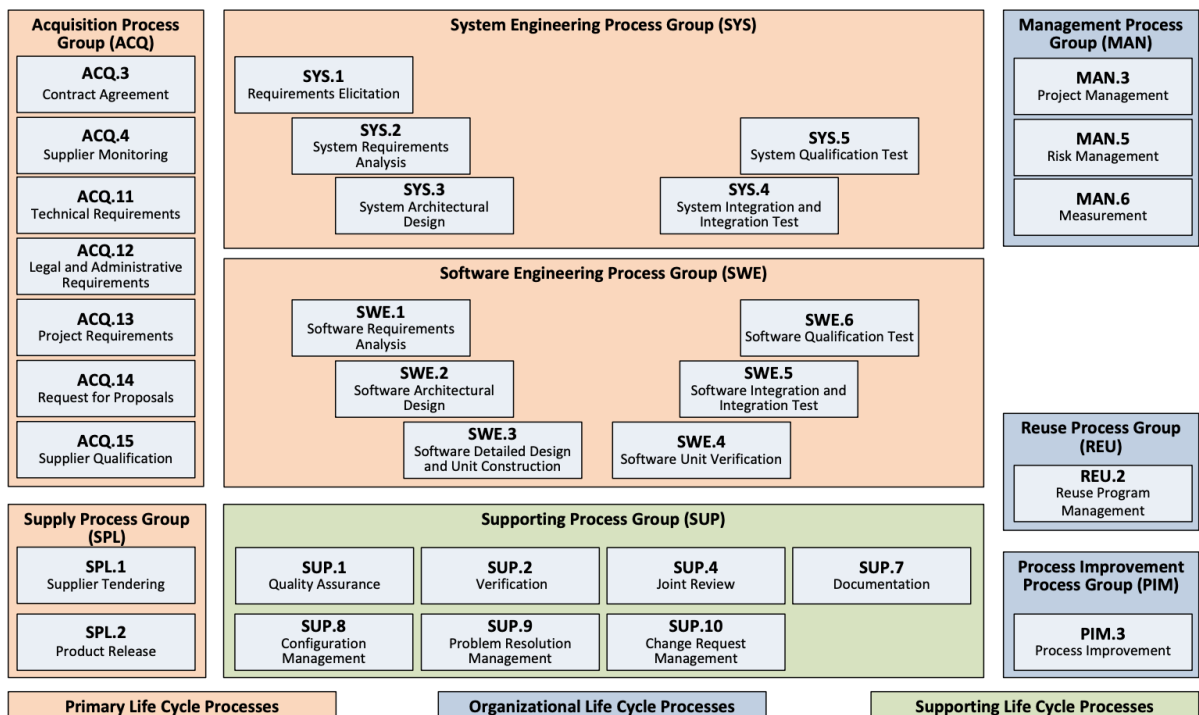 Acquisition Process
Group (ACQ)
ACQ.3
Contract Agreement
ACQ.4
Supplier Monitoring
ACQ.11
Technical Requirements
ACQ.12
Legal and Administrative
Requirements
ACQ.13
Project Requirements
ACQ.14
Request for Proposals
ACQ.15
Supplier Qualification
System Engineering Process Group (SYS)
SYS.1
Requirements Elicitation
SYS.2
System Requirements
Analysis
SYS.3
System Architectural
Design
SYS.5
System Qualification Test
SYS.4
System Integration and
Integration Test
Management Process
Group (MAN)
MAN.3
Project Management
MAN.5
Risk Management
MAN.6
Measurement
Software Engineering Process Group (SWE)
SWE.1
Software Requirements
Analysis
SWE.2
Software Architectural
Design
SWE.3
Software Detailed Design
and Unit Construction
SWE.6
Software Qualification Test
SWE.5
Software Integration and
Integration Test
SWE.4
Software Unit Verification
Reuse Process Group
(REU)
REU.2
Reuse Program
Management
Supply Process Group
(SPL)
SPL.1
Supplier Tendering
SPL.2
Product Release
Supporting Process Group (SUP)
SUP.1
Quality Assurance
SUP.2
Verification
SUP.4
Joint Review
SUP.7
Documentation
SUP.8
Configuration
Management
SUP.9
Problem Resolution
Management
SUP.10
Change Request
Management
Process Improvement
Process Group (PIM)
PIM.3
Process Improvement
Primary Life Cycle Processes
Organizational Life Cycle Processes
Supporting Life Cycle Processes